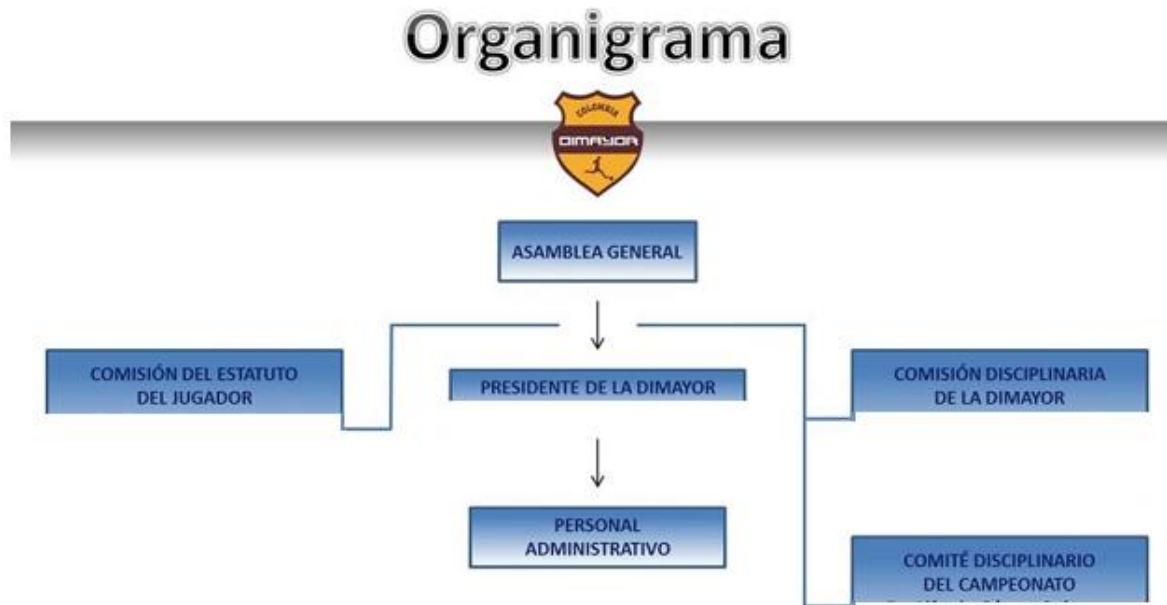 Organigrama
COLOMBIA
DIMAYOR
ASAMBLEA GENERAL
COMISIÓN DEL ESTATUTO
DEL JUGADOR
PRESIDENTE DE LA DIMAYOR
COMISIÓN DISCIPLINARIA
DE LA DIMAYOR
PERSONAL
ADMINISTRATIVO
COMITÉ DISCIPLINARIO
DEL CAMPEONATO